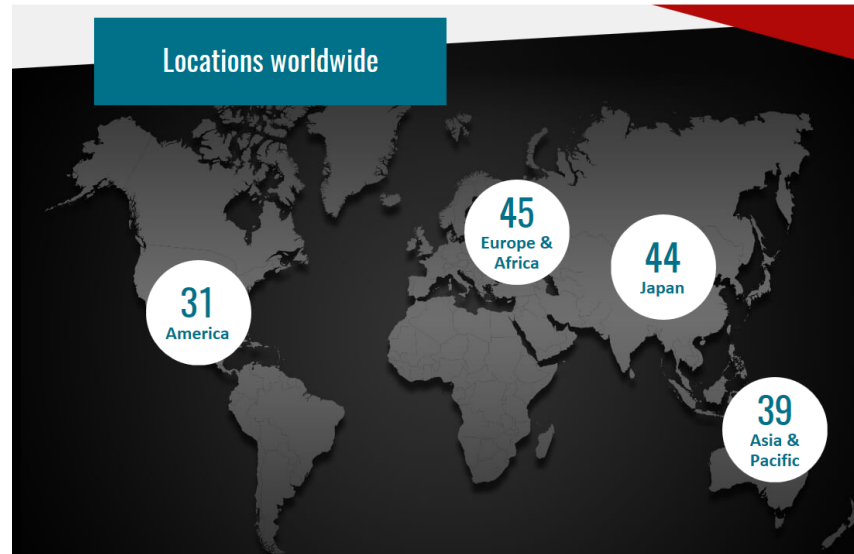 Locations worldwide
45
Europe &
Africa
44
Japan
31
America
39
Asia &
Pacific